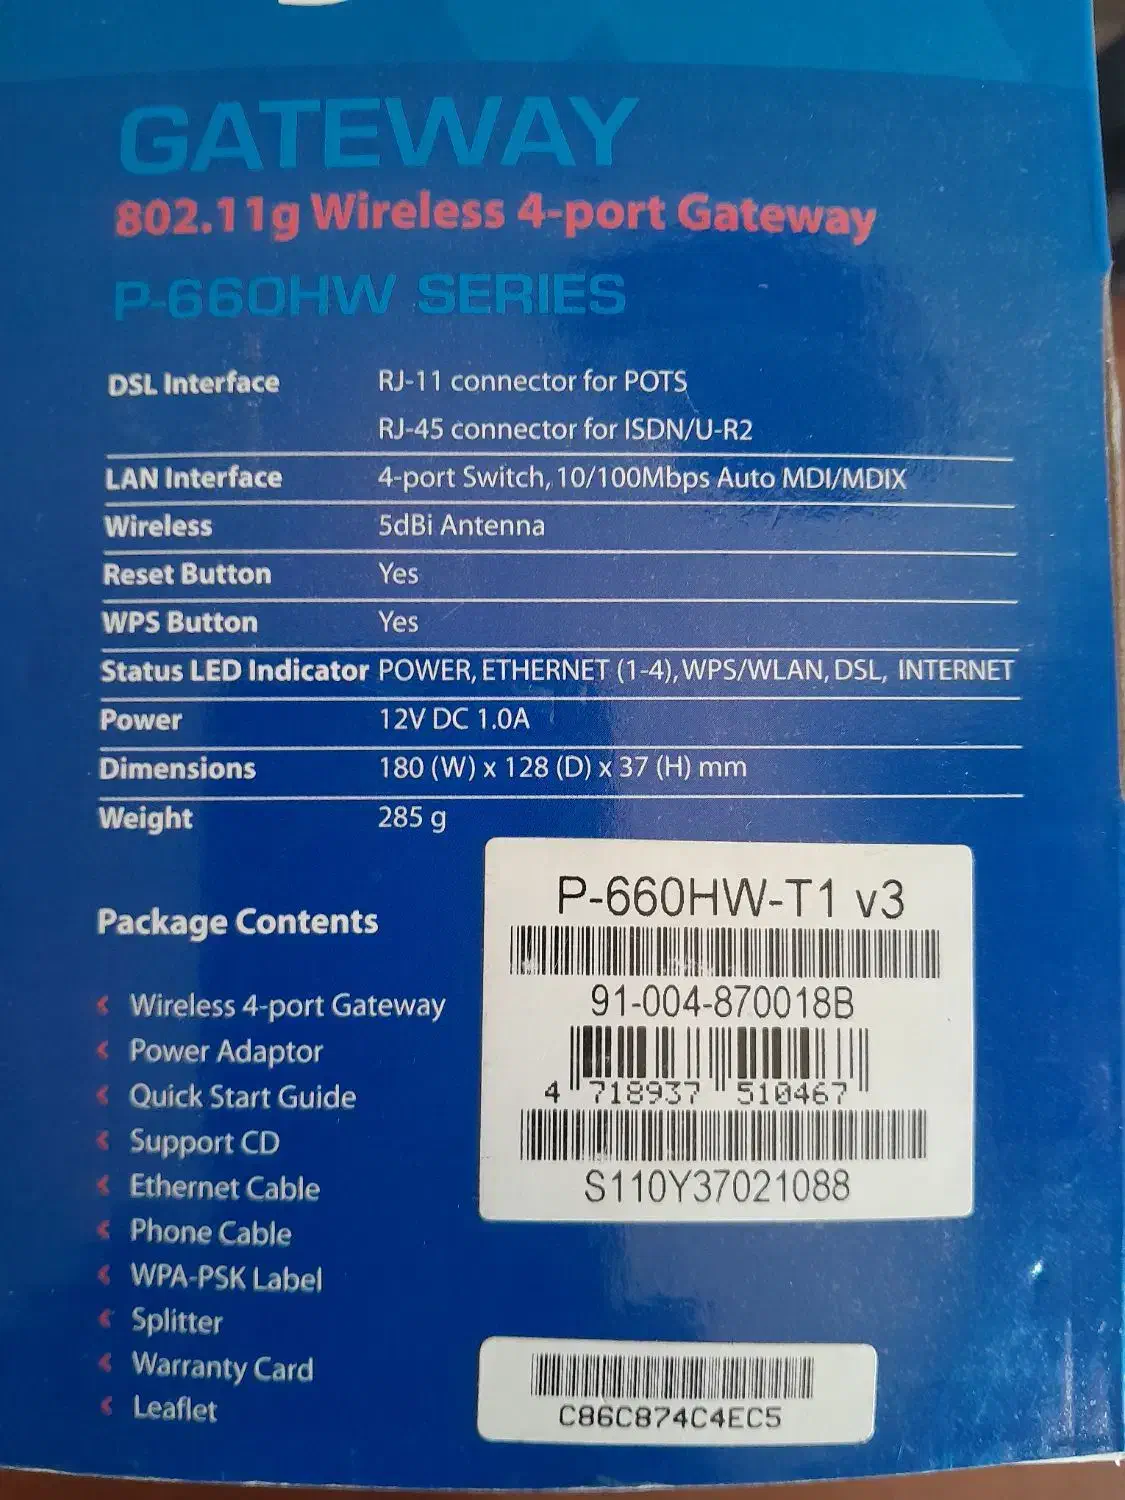 GATEWAY
802.11g Wireless 4-port Gateway
P-660HW SERIES
DSL Interface RJ-11 connector for POTS
RJ-45 connector for ISDN/U-R2
LAN Interface 4-port Switch, 10/100Mbps Auto MDI/MDIX
Wireless 5dBi Antenna
Reset Button Yes
WPS Button Yes
Status LED Indicator POWER, ETHERNET (1-4), WPS/WLAN, DSL, INTERNET
Power 12V DC 1.0A
Dimensions 180 (W) x 128 (D) x 37 (H) mm
Weight 285 g
Package Contents
Wireless 4-port Gateway
Power Adaptor
Quick Start Guide
Support CD
Ethernet Cable
Phone Cable
WPA-PSK Label
Splitter
Warranty Card
Leaflet
P-660HW-T1 v3
91-004-870018B
4 718937 510467
S110Y37021088
C86C874C4EC5